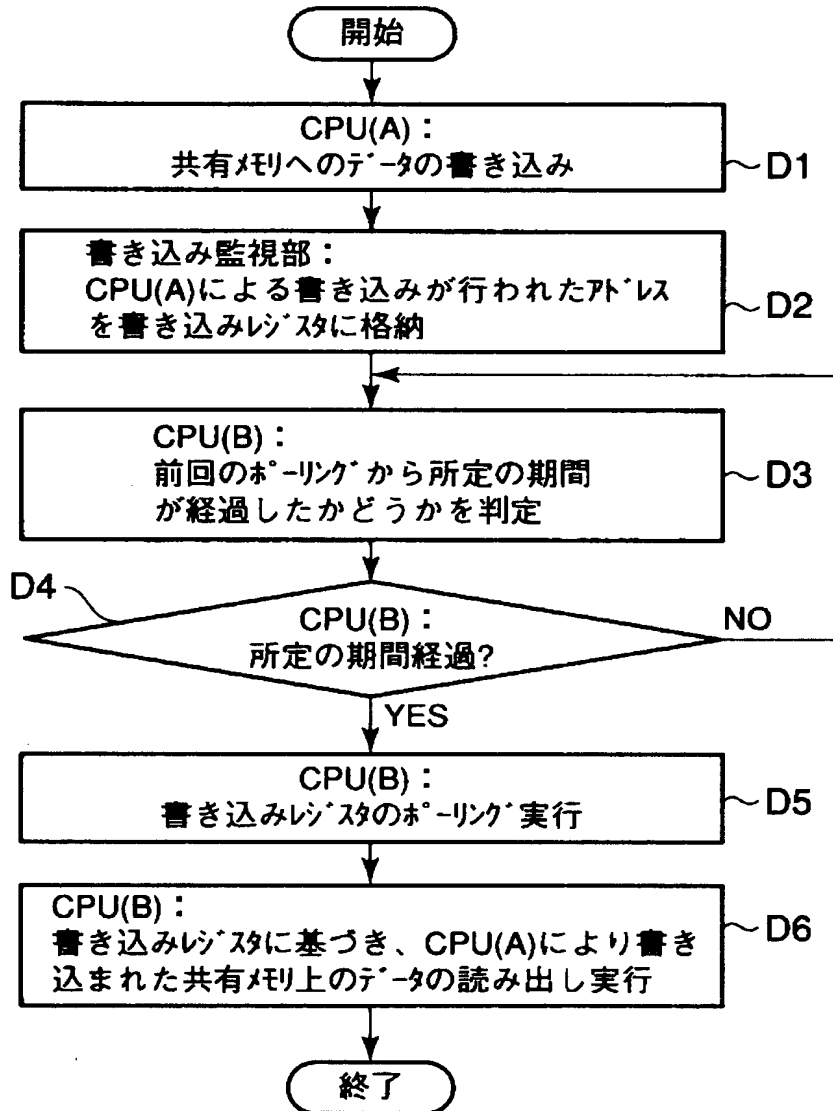 開始
CPU(A)：
共有ﾒﾓﾘへのﾃﾞｰﾀの書き込み
D1
書き込み監視部：
CPU(A)による書き込みが行われたｱﾄﾞﾚｽ
を書き込みﾚｼﾞｽﾀに格納
D2
CPU(B)：
前回のﾎﾟｰﾘﾝｸﾞから所定の期間
が経過したかどうかを判定
D3
D4
CPU(B)：
所定の期間経過?
NO
YES
CPU(B)：
書き込みﾚｼﾞｽﾀのﾎﾟｰﾘﾝｸﾞ実行
D5
CPU(B)：
書き込みﾚｼﾞｽﾀに基づき、CPU(A)により書き
込まれた共有ﾒﾓﾘ上のﾃﾞｰﾀの読み出し実行
D6
終了